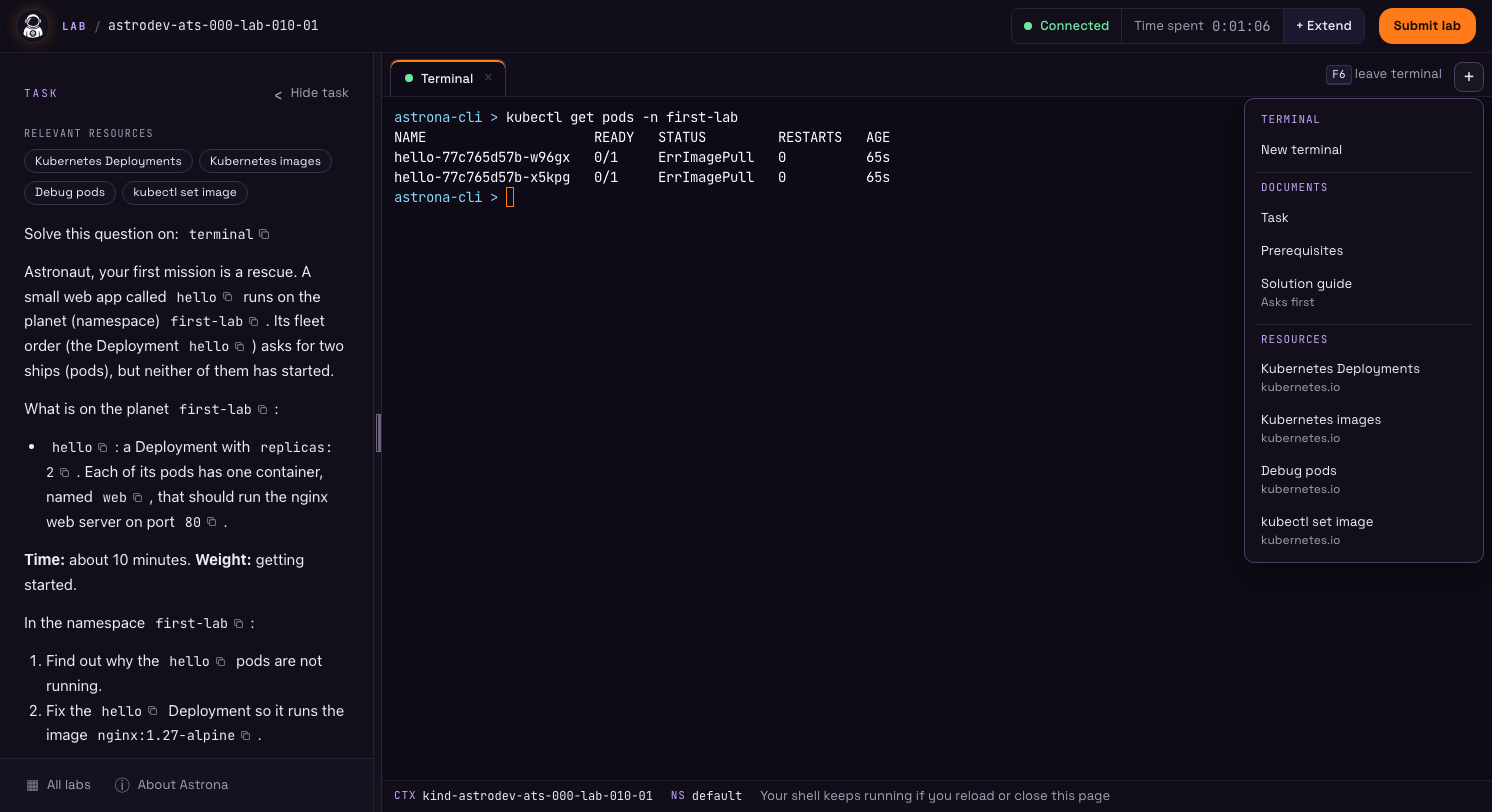 LAB / astrodev-ats-000-lab-010-01
Connected
Time spent 0:01:06
+ Extend
Submit lab
TASK
< Hide task
RELEVANT RESOURCES
Kubernetes Deployments
Kubernetes images
Debug pods
kubectl set image
Solve this question on: terminal
Astronaut, your first mission is a rescue. A
small web app called hello runs on the
planet (namespace) first-lab . Its fleet
order (the Deployment hello ) asks for two
ships (pods), but neither of them has started.
What is on the planet first-lab :
• hello : a Deployment with replicas:
2 . Each of its pods has one container,
named web , that should run the nginx
web server on port 80 .
Time: about 10 minutes. Weight: getting
started.
In the namespace first-lab :
1. Find out why the hello pods are not
running.
2. Fix the hello Deployment so it runs the
image nginx:1.27-alpine .
All labs
About Astrona
Terminal ×
F6 leave terminal
+
astrona-cli > kubectl get pods -n first-lab
NAME READY STATUS RESTARTS AGE
hello-77c765d57b-w96gx 0/1 ErrImagePull 0 65s
hello-77c765d57b-x5kpg 0/1 ErrImagePull 0 65s
astrona-cli >
TERMINAL
New terminal
DOCUMENTS
Task
Prerequisites
Solution guide
Asks first
RESOURCES
Kubernetes Deployments
kubernetes.io
Kubernetes images
kubernetes.io
Debug pods
kubernetes.io
kubectl set image
kubernetes.io
CTX kind-astrodev-ats-000-lab-010-01 NS default Your shell keeps running if you reload or close this page